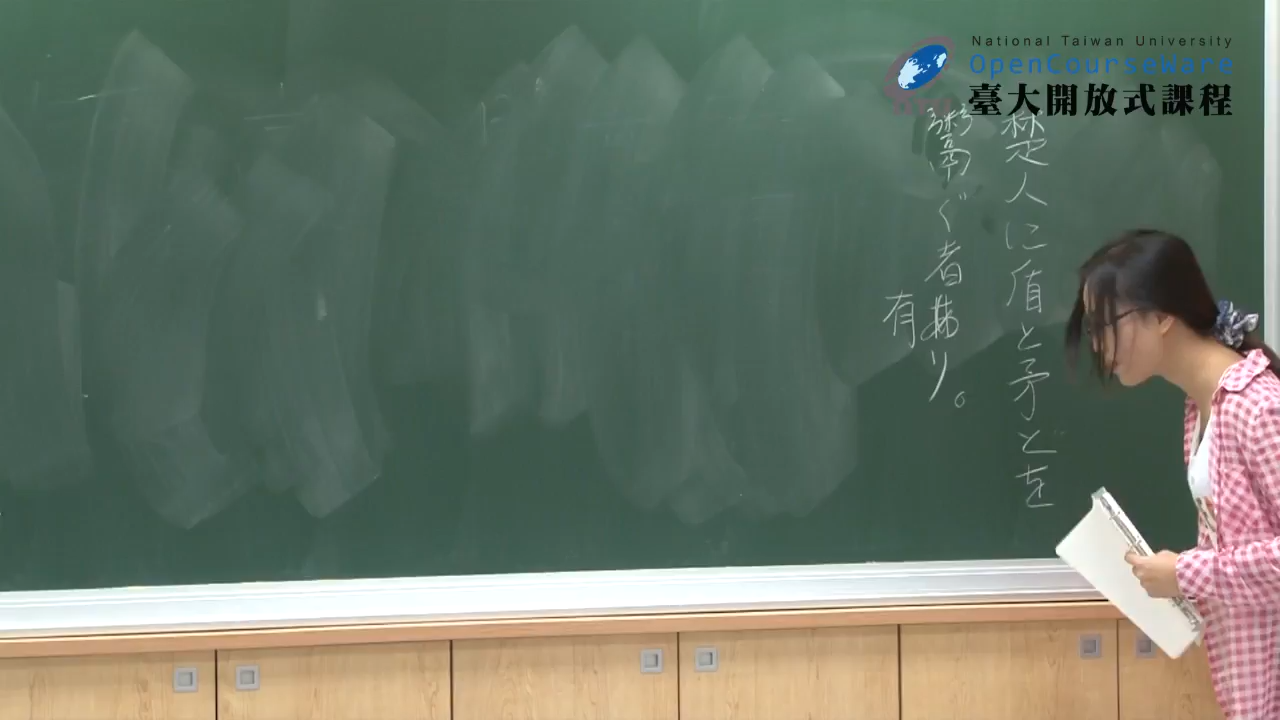 National Taiwan University
OpenCourseWare
臺大開放式課程
楚人に盾と矛とを
鬻ぐ者あり。
有